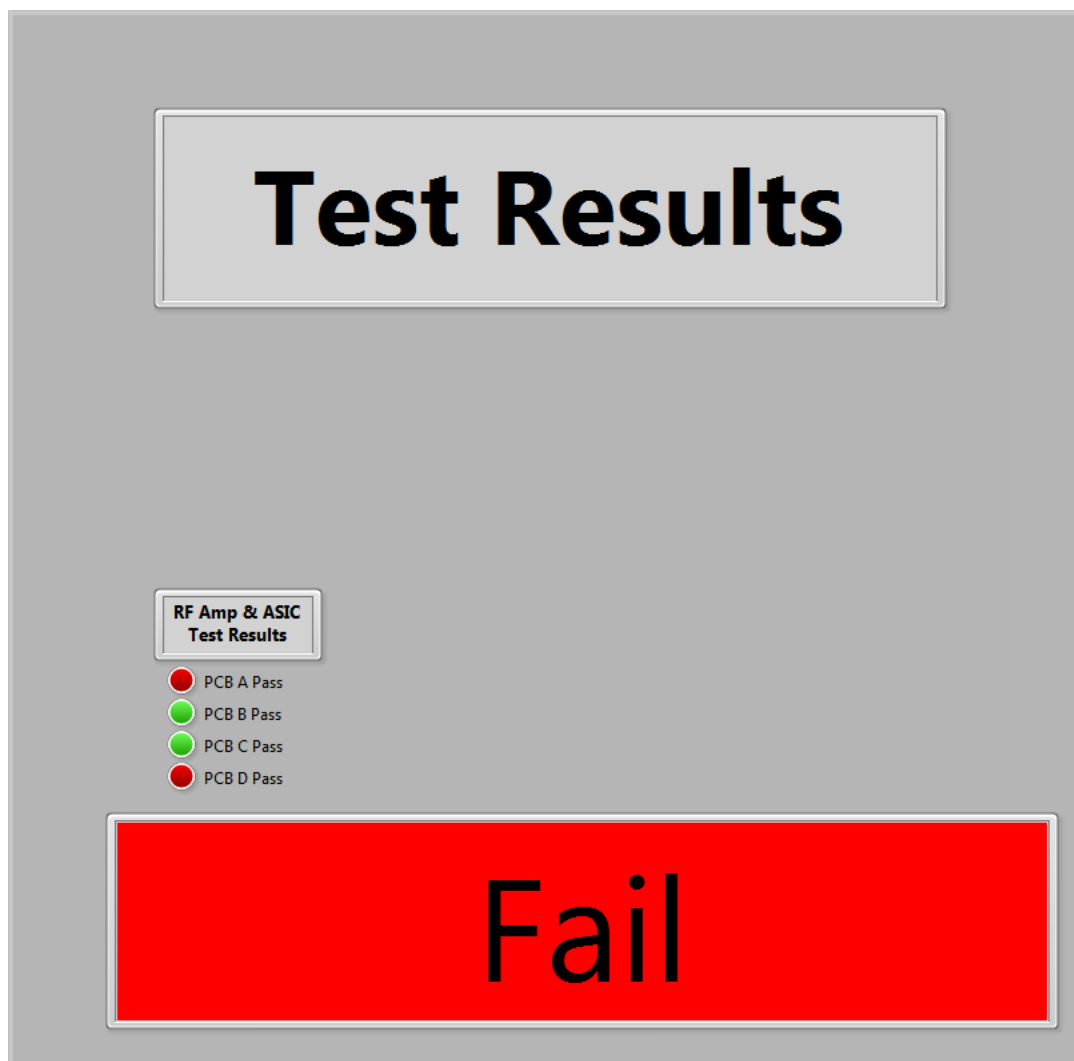 Test Results
RF Amp & ASIC
Test Results
PCB A Pass
PCB B Pass
PCB C Pass
PCB D Pass
Fail